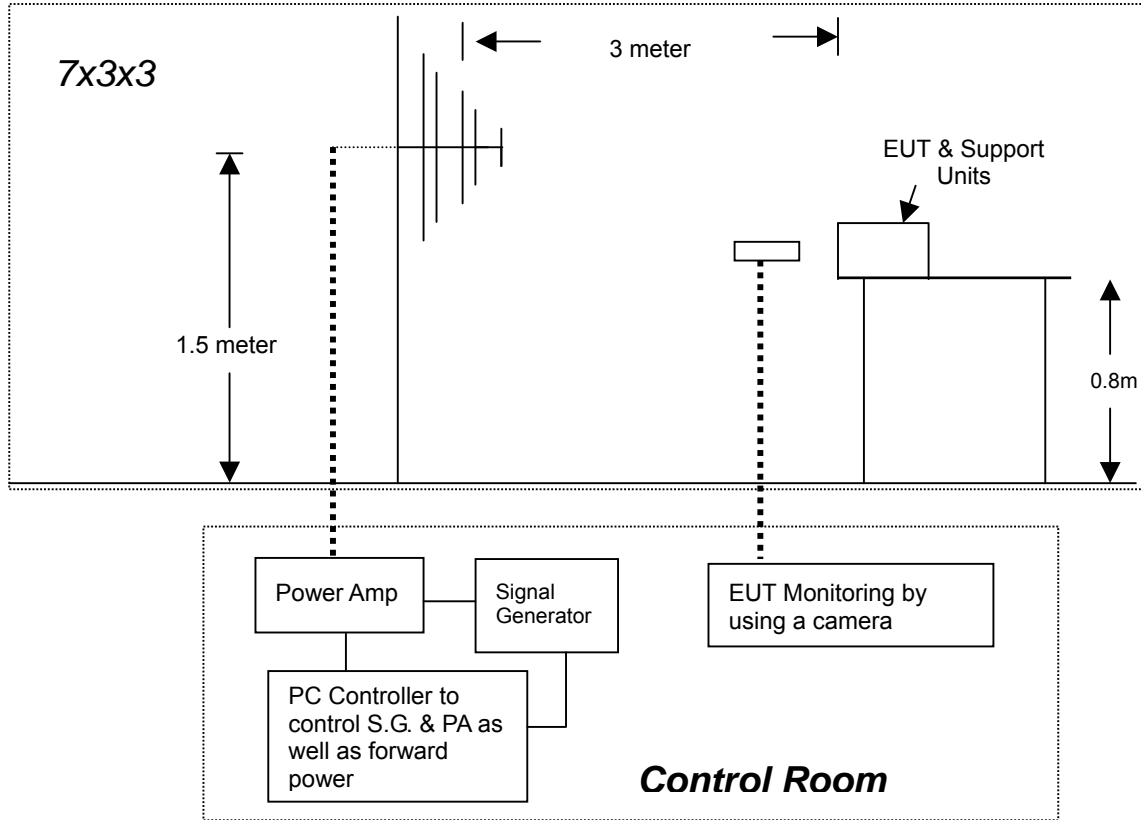 7x3x3
3 meter
EUT & Support
Units
1.5 meter
0.8m
Power Amp
Signal
Generator
EUT Monitoring by
using a camera
PC Controller to
control S.G. & PA as
well as forward
power
Control Room